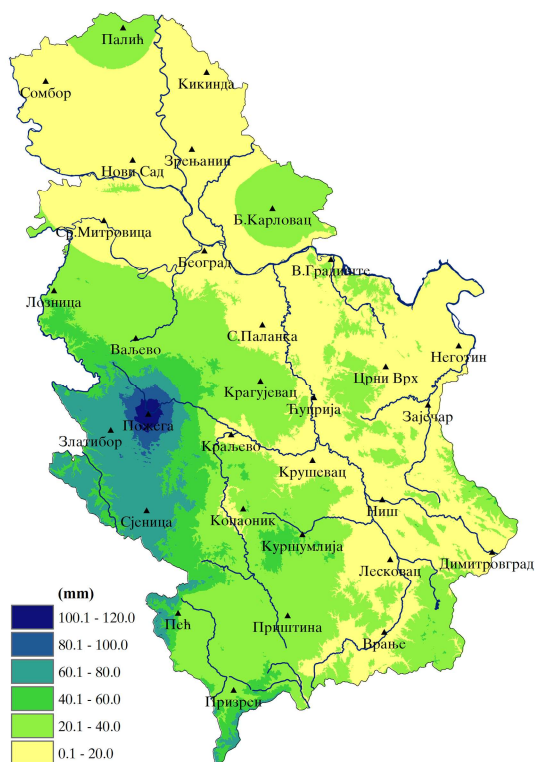 Палић
Кикинда
Сомбор
Зрењанин
Нови Сад
Б.Карловац
Ср.Митровица
Београд
В.Градиште
Лозница
С.Паланка
Ваљево
Неготин
Црни Врх
Крагујевац
Ћуприја
Зајечар
Пожега
Златибор
Краљево
Крушевац
Ниш
Сјеница
Копаоник
Куршумлија
Димитровград
Лесковац
(mm)
100.1 - 120.0
Пећ
Приштина
80.1 - 100.0
Врање
60.1 - 80.0
40.1 - 60.0
Призрен
20.1 - 40.0
0.1 - 20.0